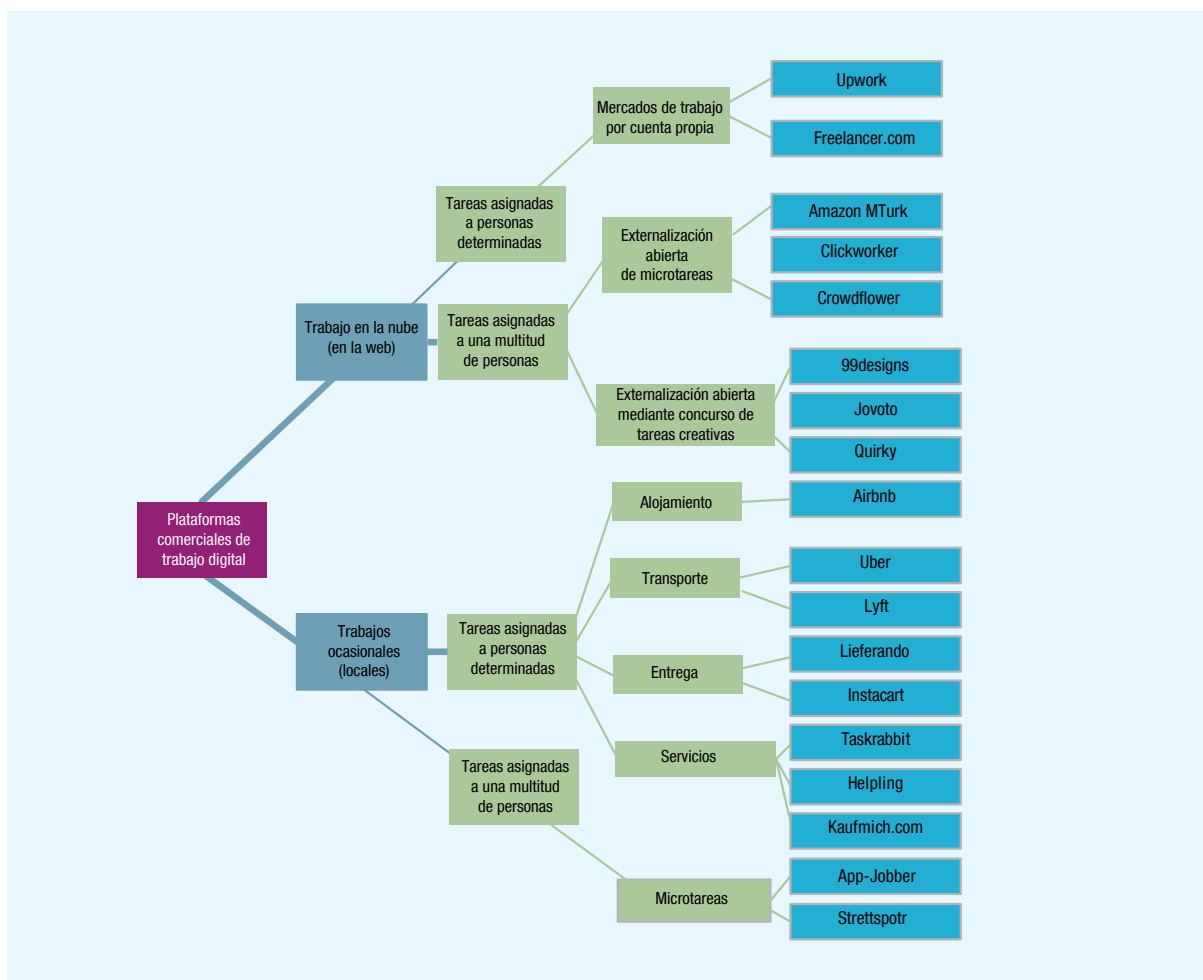 Upwork
Mercados de trabajo
por cuenta propia
Freelancer.com
Tareas asignadas
a personas
determinadas
Amazon MTurk
Externalización
abierta
de microtareas
Clickworker
Crowdflower
Trabajo en la nube
(en la web)
Tareas asignadas
a una multitud
de personas
99designs
Externalización abierta
mediante concurso de
tareas creativas
Jovoto
Quirky
Alojamiento
Airbnb
Plataformas
comerciales de
trabajo digital
Transporte
Uber
Lyft
Trabajos
ocasionales
(locales)
Tareas asignadas
a personas
determinadas
Entrega
Lieferando
Instacart
Servicios
Taskrabbit
Helpling
Kaufmich.com
Tareas asignadas
a una multitud
de personas
Microtareas
App-Jobber
Strettspotr